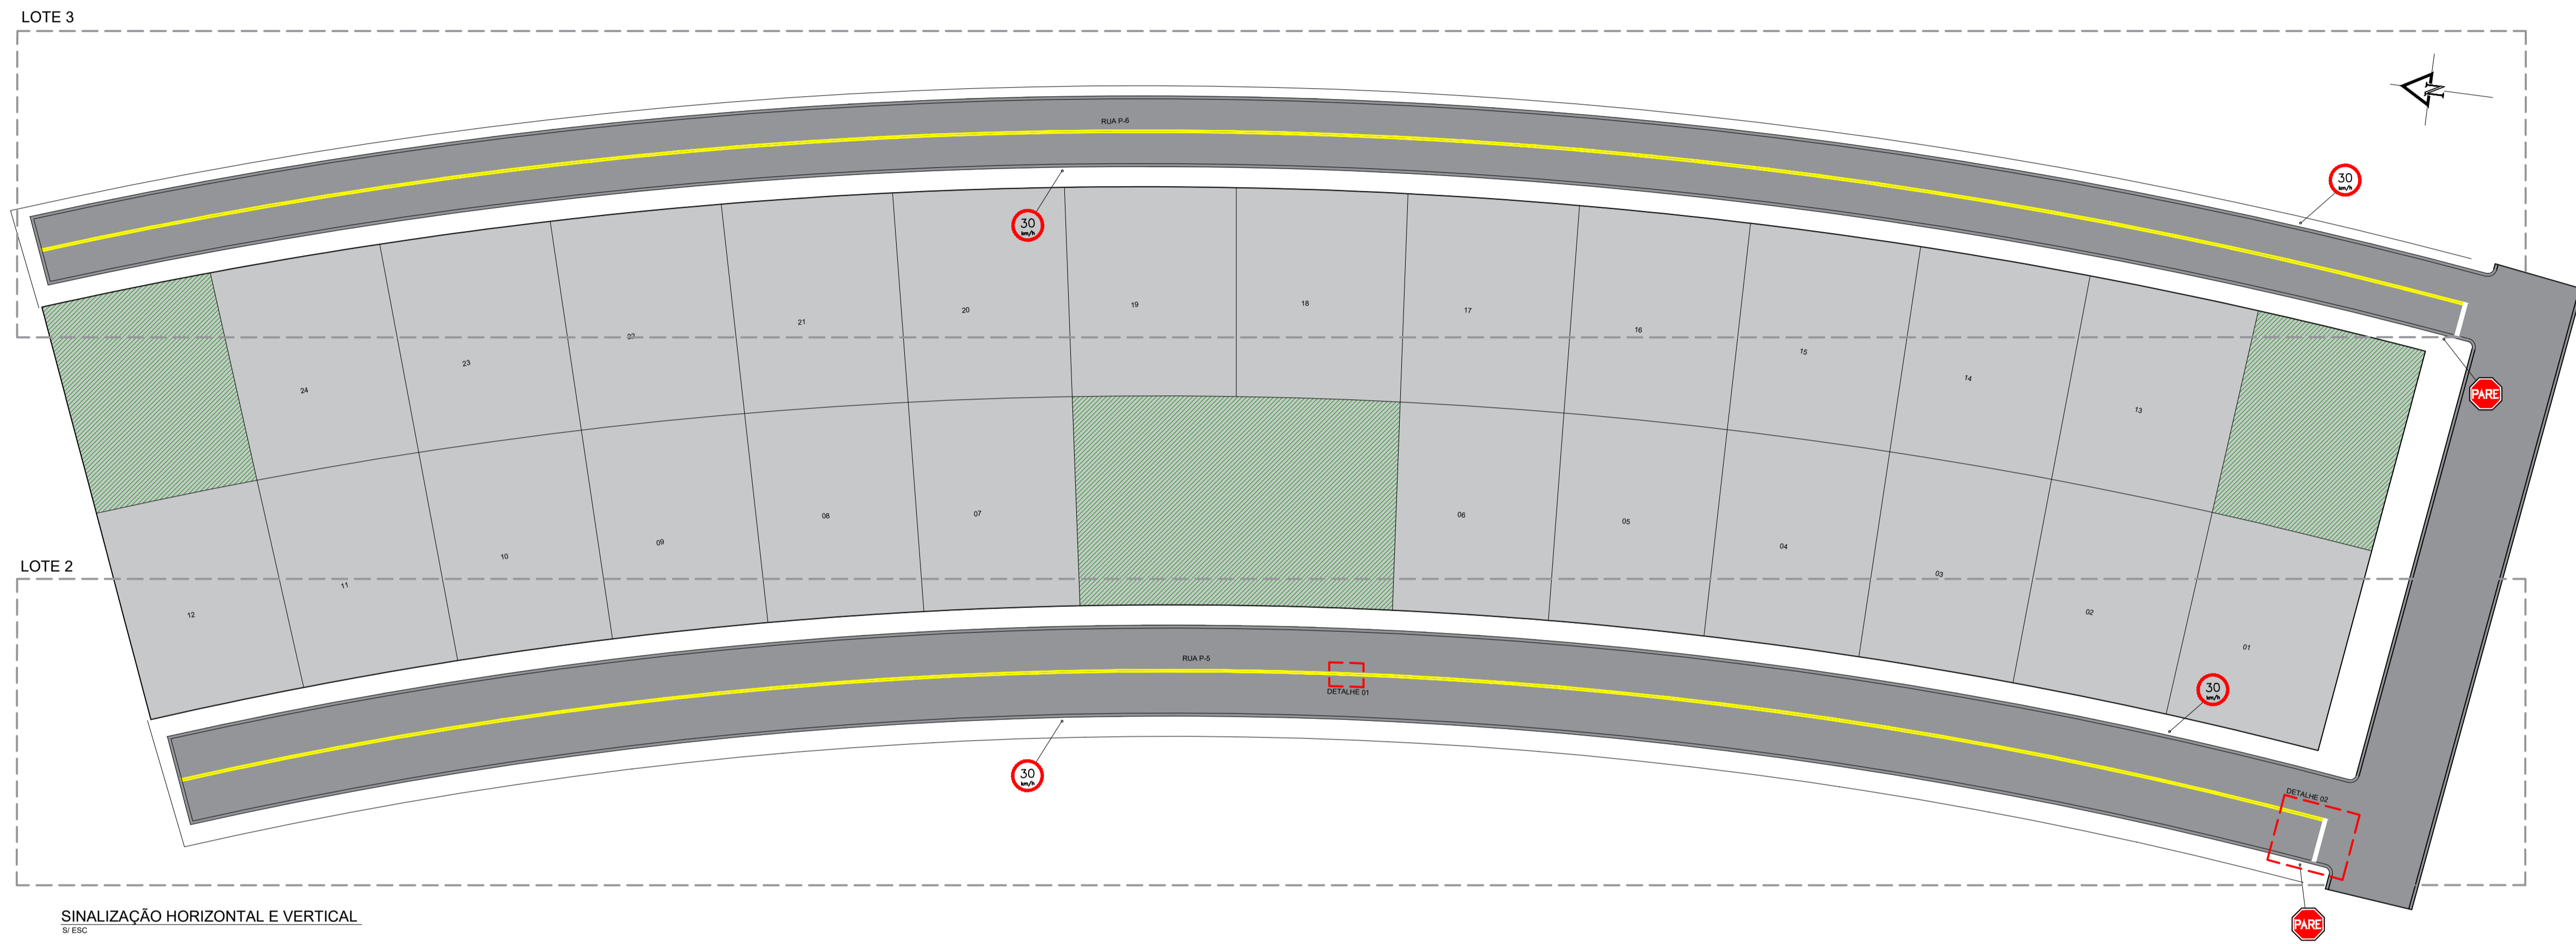 LOTE 3
N
RUA P-6
30
km/h
30
km/h
20
19
18
17
21
16
22
15
23
14
24
13
PARE
07
06
08
05
09
04
10
03
11
02
12
01
LOTE 2
RUA P-5
DETALHE 01
30
km/h
30
km/h
DETALHE 02
PARE
SINALIZAÇÃO HORIZONTAL E VERTICAL
S/ ESC